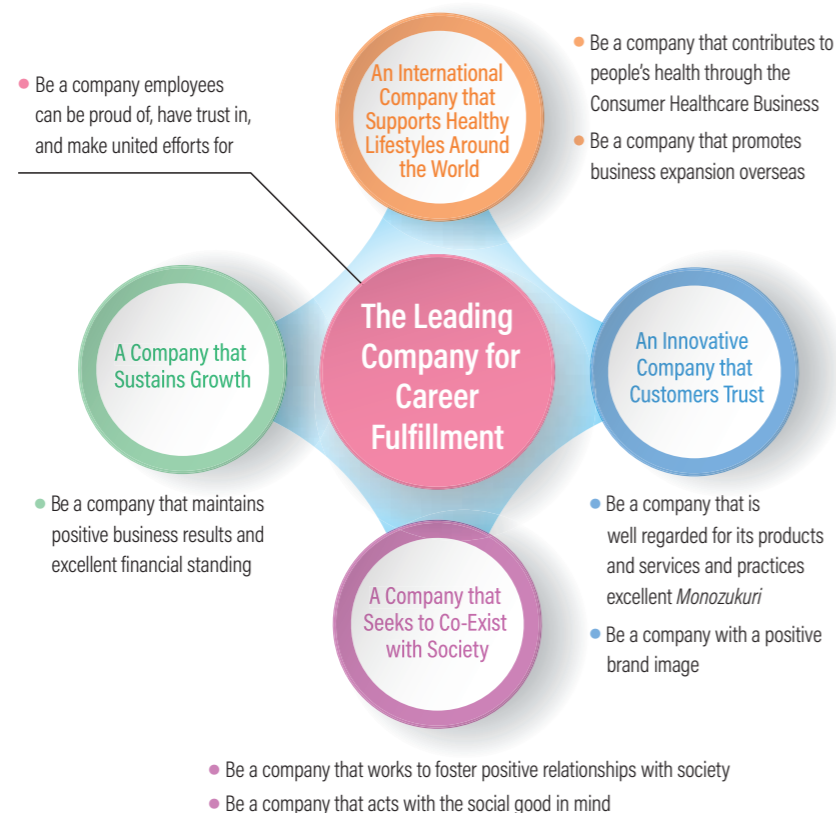 ● Be a company employees
can be proud of, have trust in,
and make united efforts for
An International
Company that
Supports Healthy
Lifestyles Around
the World
● Be a company that contributes to
people's health through the
Consumer Healthcare Business
● Be a company that promotes
business expansion overseas
The Leading
Company for
Career
Fulfillment
A Company that
Sustains Growth
● Be a company that maintains
positive business results and
excellent financial standing
An Innovative
Company that
Customers Trust
● Be a company that is
well regarded for its products
and services and practices
excellent Monozukuri
● Be a company with a positive
brand image
A Company that
Seeks to Co-Exist
with Society
● Be a company that works to foster positive relationships with society
● Be a company that acts with the social good in mind